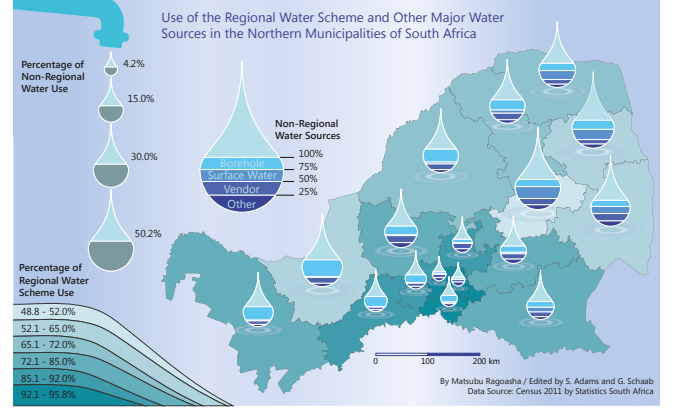 Use of the Regional Water Scheme and Other Major Water
Sources in the Northern Municipalities of South Africa
Percentage of
Non-Regional
Water Use
4.2%
15.0%
30.0%
50.2%
Non-Regional
Water Sources
100%
75%
50%
25%
Borehole
Surface Water
Vendor
Other
Percentage of
Regional Water
Scheme Use
48.8 - 52.0%
52.1 - 65.0%
65.1 - 72.0%
72.1 - 85.0%
85.1 - 92.0%
92.1 - 95.8%
0 100 200 km
By Matsubu Ragoasha / Edited by S. Adams and G. Schaab
Data Source: Census 2011 by Statistics South Africa